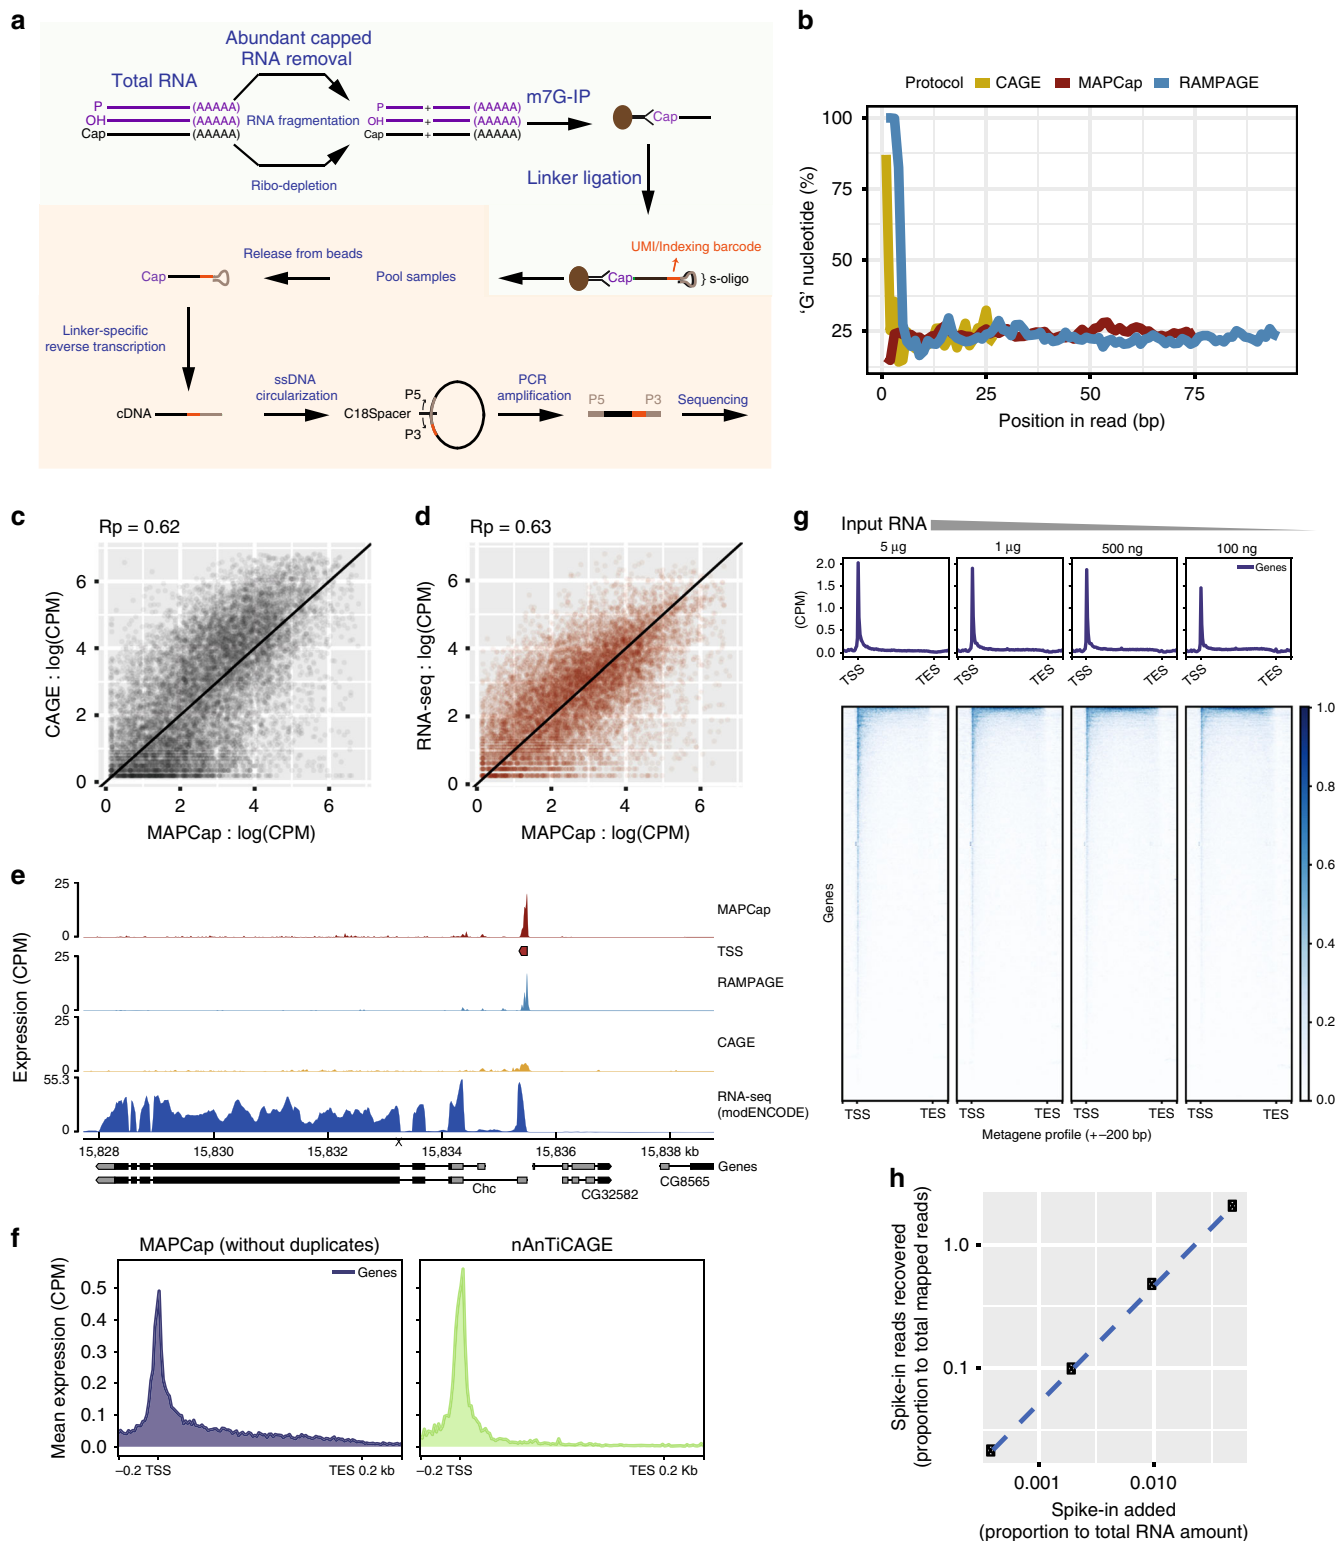 a
Abundant capped
RNA removal
Total RNA
P
(AAAAA)
OH
(AAAAA)
Cap
(AAAAA)
RNA fragmentation
Ribo-depletion
P
+
(AAAAA)
OH
+
(AAAAA)
Cap
+
(AAAAA)
m7G-IP
Cap
Linker ligation
UMI/Indexing barcode
Cap
} s-oligo
Pool samples
Release from beads
Cap
Linker-specific
reverse transcription
cDNA
ssDNA
circularization
P5
C18Spacer
P3
PCR
amplification
P5
P3
Sequencing
b
Protocol
CAGE
MAPCap
RAMPAGE
'G' nucleotide (%)
100
75
50
25
0
25
50
75
Position in read (bp)
c
Rp = 0.62
CAGE : log(CPM)
6
4
2
0
0
2
4
6
MAPCap : log(CPM)
d
Rp = 0.63
RNA-seq : log(CPM)
6
4
2
0
0
2
4
6
MAPCap : log(CPM)
e
Expression (CPM)
25
0
MAPCap
TSS
25
0
RAMPAGE
25
0
CAGE
55.3
0
RNA-seq
(modENCODE)
15,828
15,830
15,832
15,834
15,836
15,838 kb
Genes
Chc
CG32582
CG8565
f
MAPCap (without duplicates)
nAnTiCAGE
Mean expression (CPM)
Genes
0.5
0.4
0.3
0.2
0.1
0.0
–0.2 TSS
TES 0.2 kb
–0.2 TSS
TES 0.2 Kb
g
Input RNA
5 µg
1 µg
500 ng
100 ng
(CPM)
2.0
1.5
1.0
0.5
0.0
Genes
TSS
TES
TSS
TES
TSS
TES
TSS
TES
Genes
1.0
0.8
0.6
0.4
0.2
0.0
TSS
TES
TSS
TES
TSS
TES
TSS
TES
Metagene profile (+–200 bp)
h
Spike-in reads recovered
(proportion to total mapped reads)
1.0
0.1
0.001
0.010
Spike-in added
(proportion to total RNA amount)